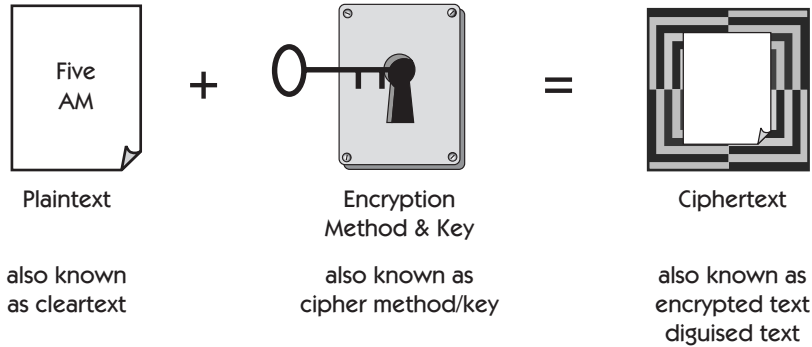 Five
AM
+
=
Plaintext
Encryption
Method & Key
Ciphertext
also known
as cleartext
also known as
cipher method/key
also known as
encrypted text
diguised text